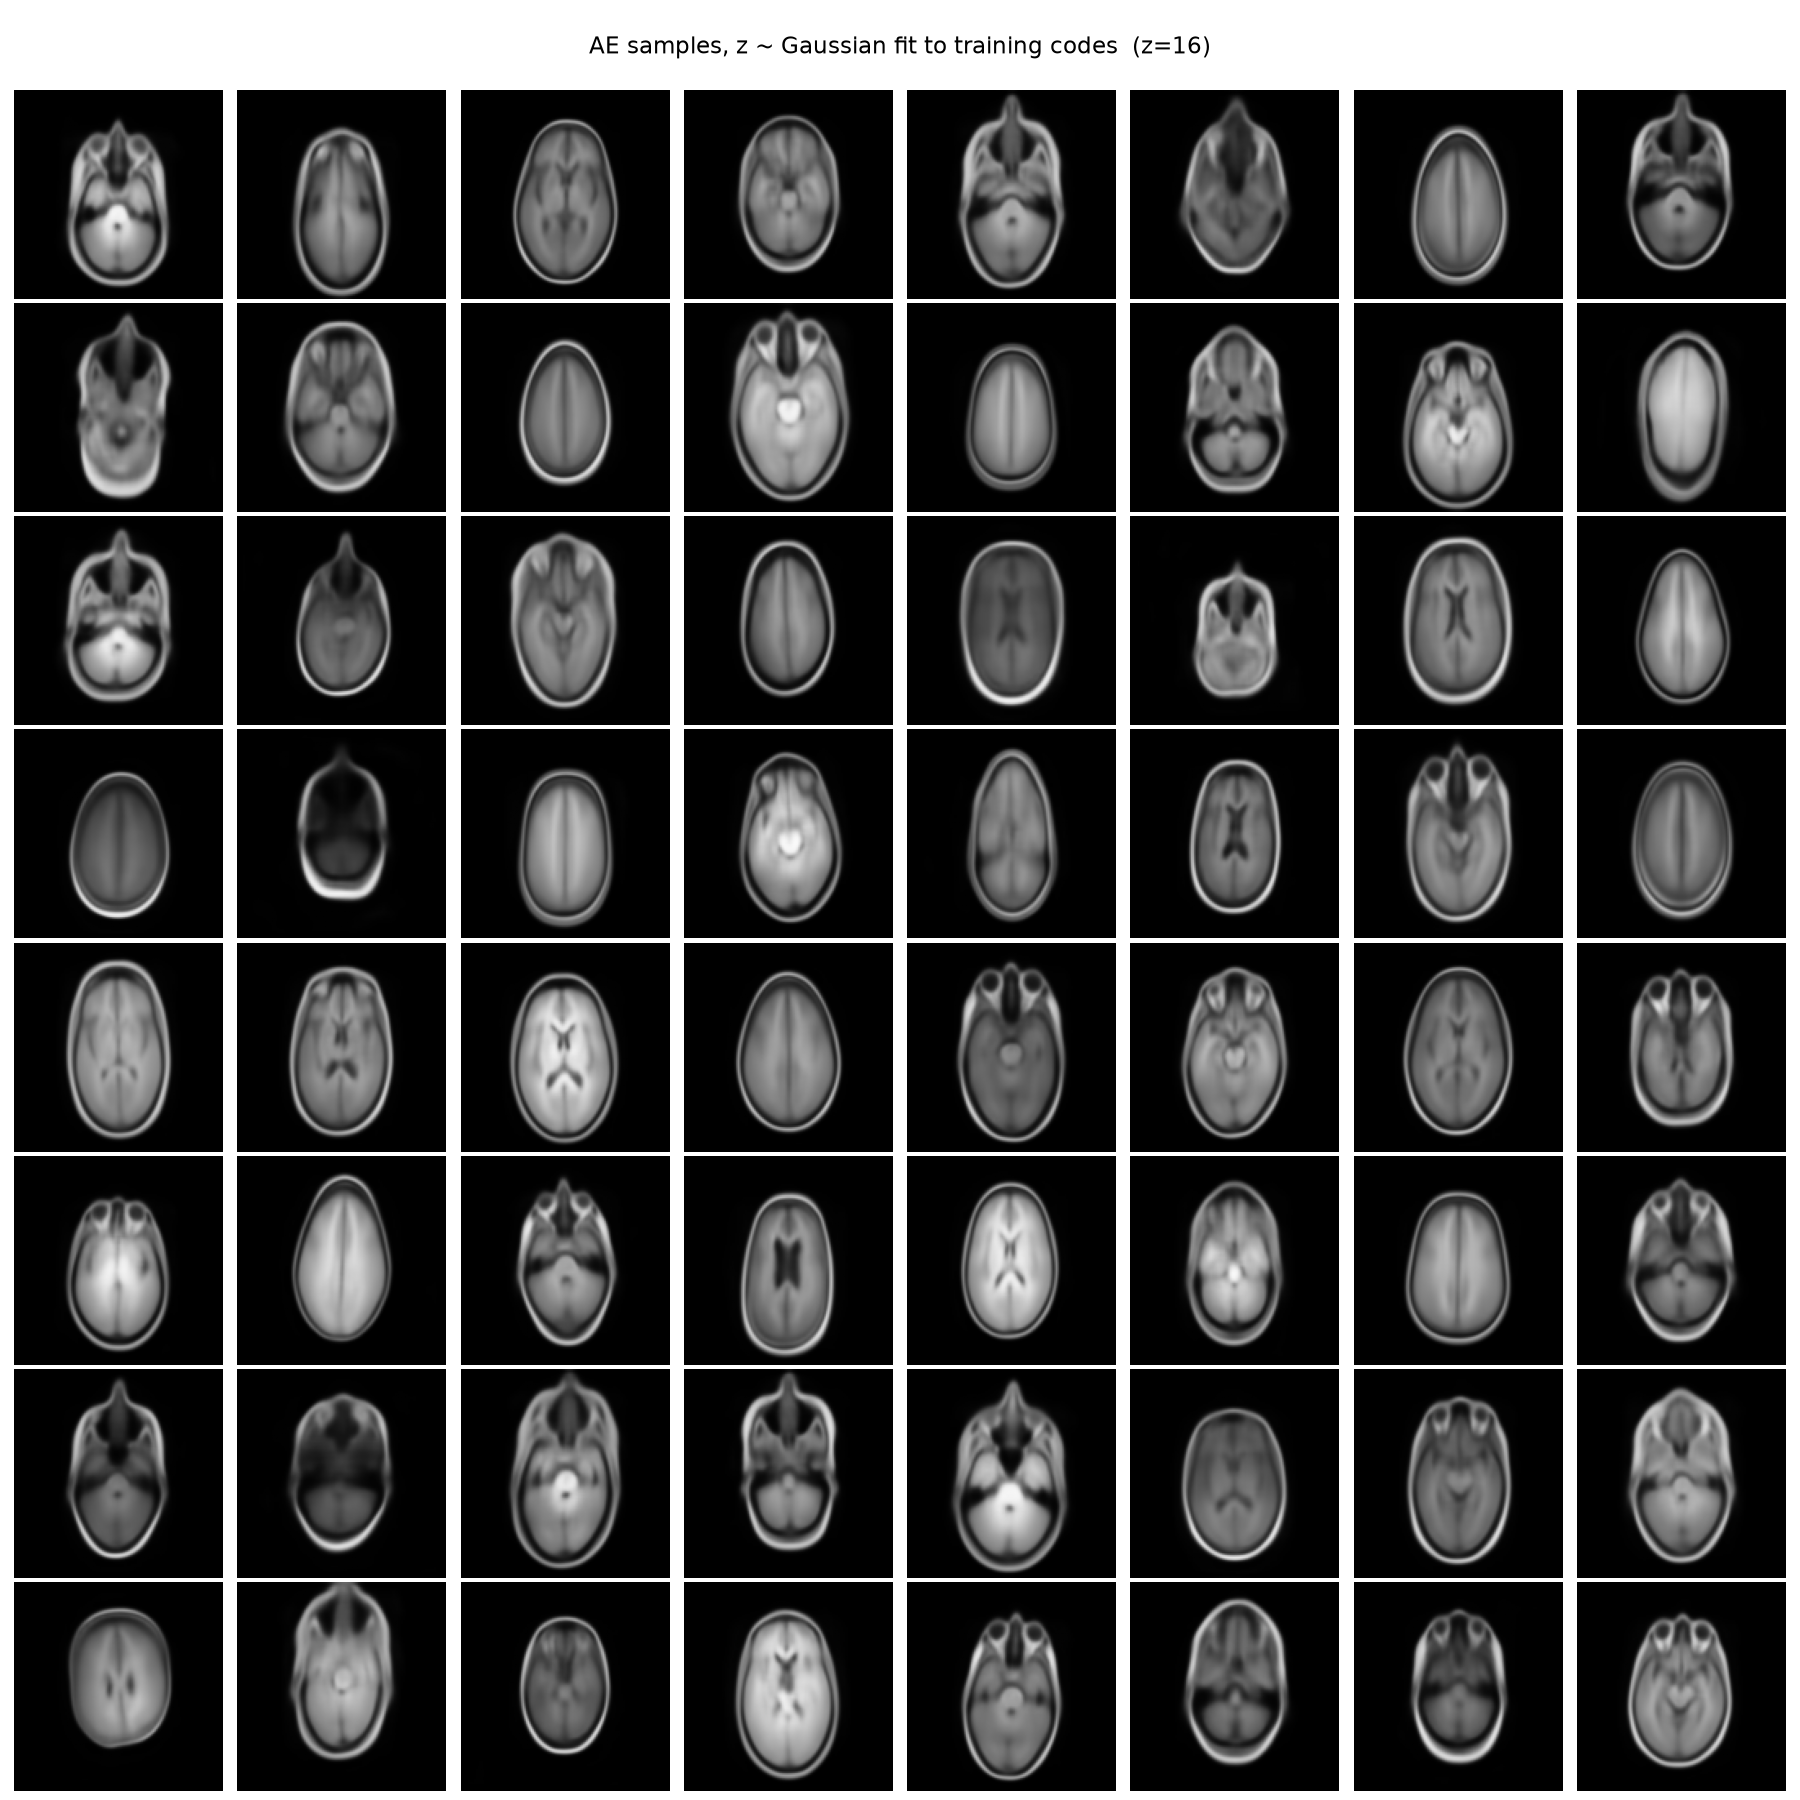 AE samples, z ~ Gaussian fit to training codes (z=16)